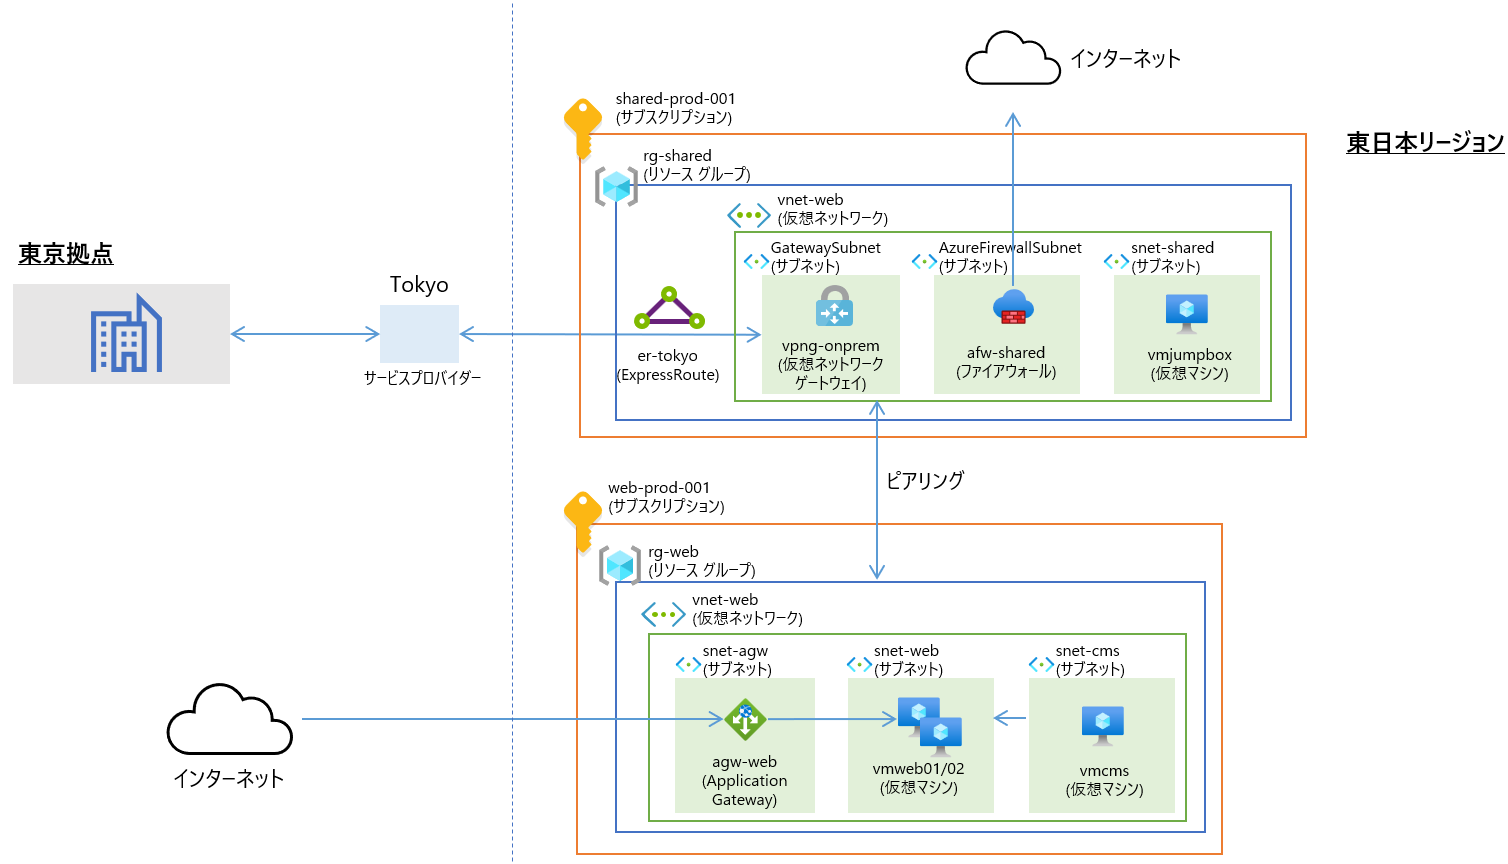 インターネット
shared-prod-001
(サブスクリプション)
東日本リージョン
rg-shared
(リソース グループ)
vnet-web
(仮想ネットワーク)
東京拠点
GatewaySubnet
(サブネット)
AzureFirewallSubnet
(サブネット)
snet-shared
(サブネット)
Tokyo
サービスプロバイダー
er-tokyo
(ExpressRoute)
vpng-onprem
(仮想ネットワーク
ゲートウェイ)
afw-shared
(ファイアウォール)
vmjumpbox
(仮想マシン)
ピアリング
web-prod-001
(サブスクリプション)
rg-web
(リソース グループ)
vnet-web
(仮想ネットワーク)
snet-agw
(サブネット)
snet-web
(サブネット)
snet-cms
(サブネット)
インターネット
agw-web
(Application
Gateway)
vmweb01/02
(仮想マシン)
vmcms
(仮想マシン)